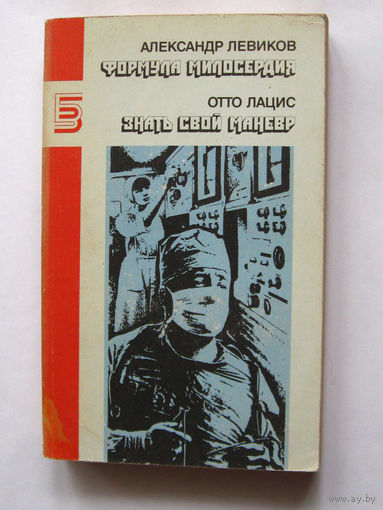 АЛЕКСАНДР ЛЕВИКОВ
ФОРМУЛА МИЛОСЕРДИЯ
ОТТО ЛАЦИС
ЗНАТЬ СВОЙ МАНЕВР
www.ay.by